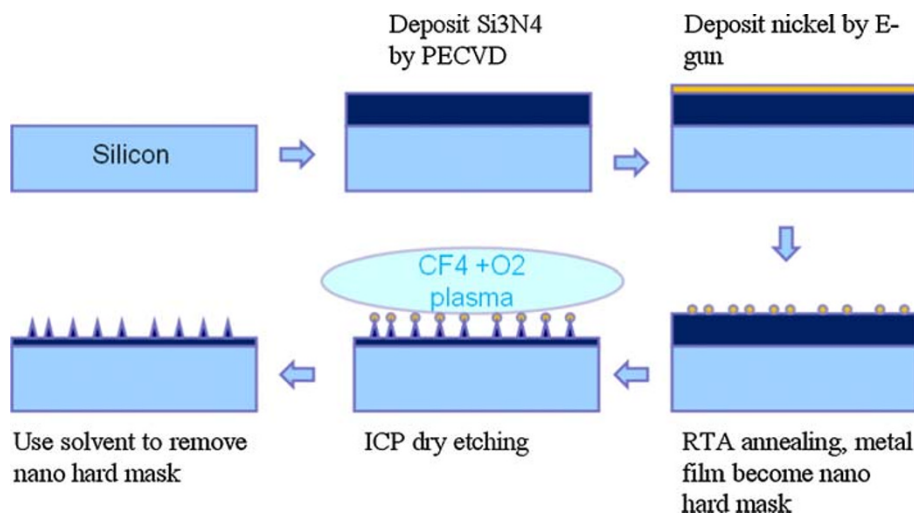 Deposit Si3N4
by PECVD
Deposit nickel by E-
gun
Silicon
CF4 +O2
plasma
Use solvent to remove
nano hard mask
ICP dry etching
RTA annealing, metal
film become nano
hard mask